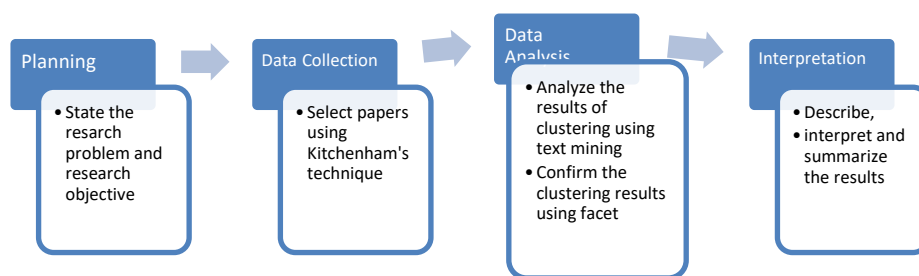 Planning
• State the
resarch
problem and
research
objective
Data Collection
• Select papers
using
Kitchenham's
technique
Data
Analysis
• Analyze the
results of
clustering using
text mining
• Confirm the
clustering results
using facet
Interpretation
• Describe,
• interpret and
summarize
the results